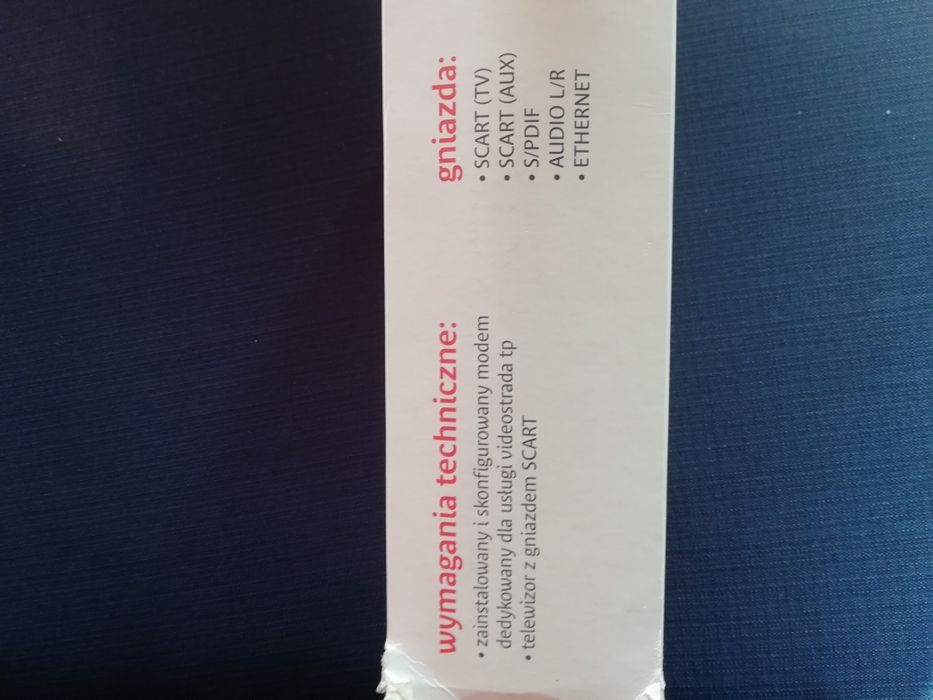 wymagania techniczne:
• zainstalowany i skonfigurowany modem
dedykowany dla usługi videostrada tp
• telewizor z gniazdem SCART
gniazda:
• SCART (TV)
• SCART (AUX)
• S/PDIF
• AUDIO L/R
• ETHERNET